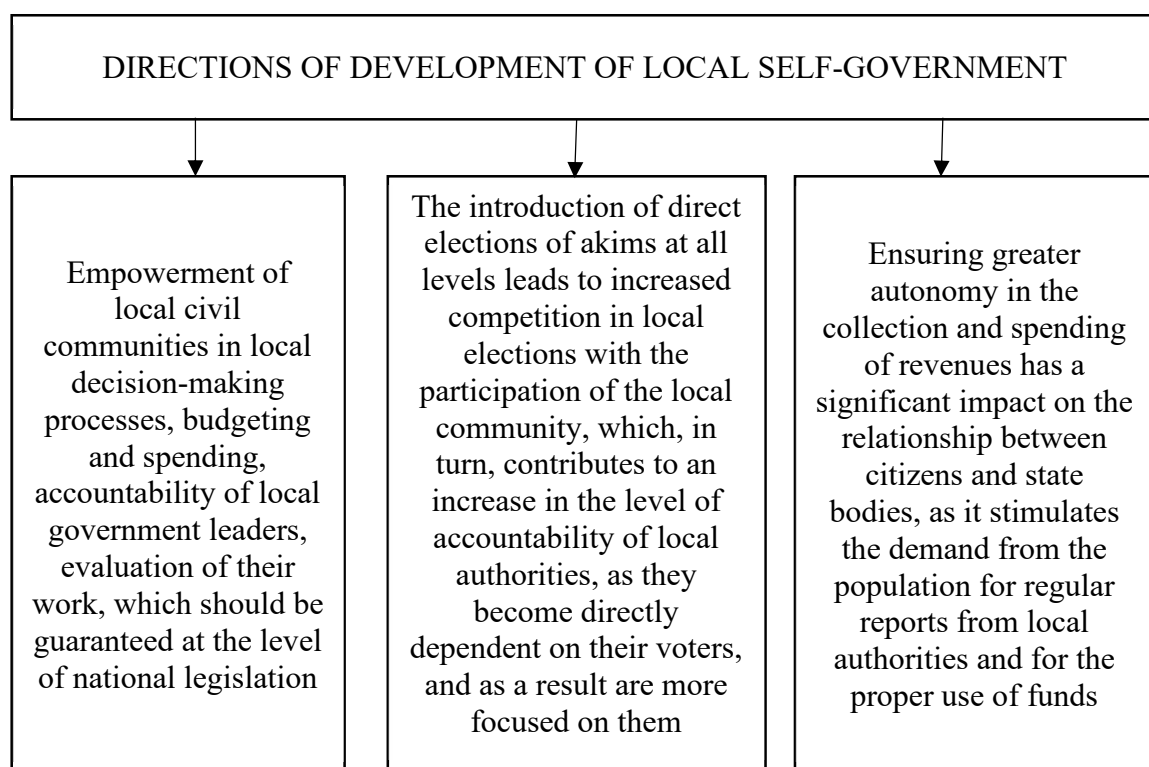 DIRECTIONS OF DEVELOPMENT OF LOCAL SELF-GOVERNMENT
Empowerment of
local civil
communities in local
decision-making
processes, budgeting
and spending,
accountability of local
government leaders,
evaluation of their
work, which should be
guaranteed at the level
of national legislation
The introduction of direct
elections of akims at all
levels leads to increased
competition in local
elections with the
participation of the local
community, which, in
turn, contributes to an
increase in the level of
accountability of local
authorities, as they
become directly
dependent on their voters,
and as a result are more
focused on them
Ensuring greater
autonomy in the
collection and spending
of revenues has a
significant impact on the
relationship between
citizens and state
bodies, as it stimulates
the demand from the
population for regular
reports from local
authorities and for the
proper use of funds